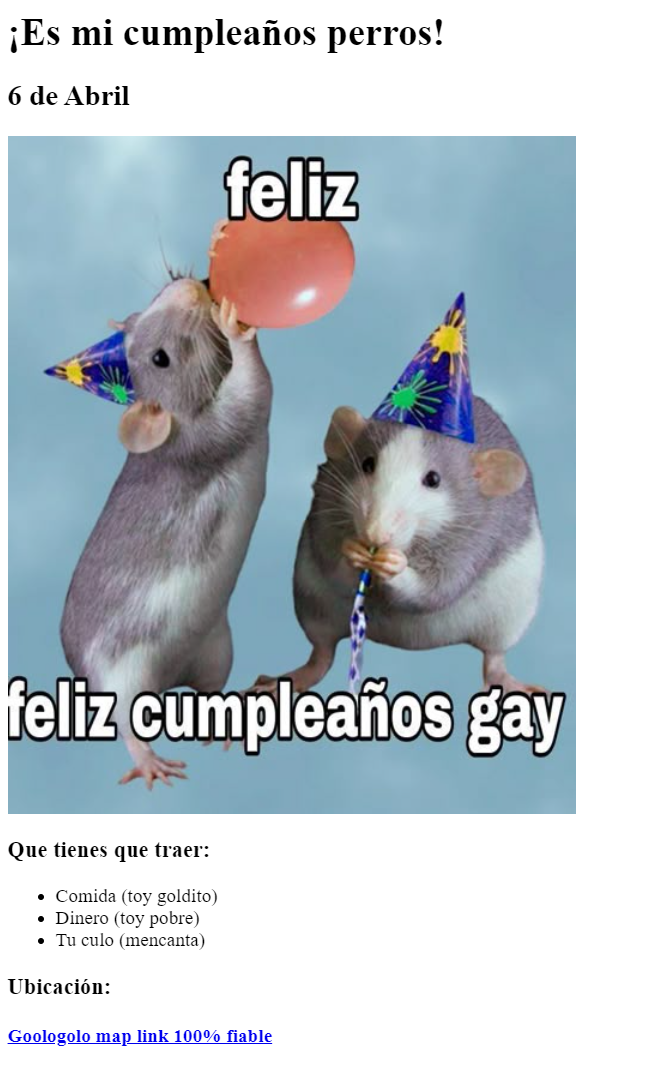 ¡Es mi cumpleaños perros!
6 de Abril
feliz
feliz cumpleaños gay
Que tienes que traer:
Comida (toy goldito)
Dinero (toy pobre)
Tu culo (mencanta)
Ubicación:
Goologolo map link 100% fiable